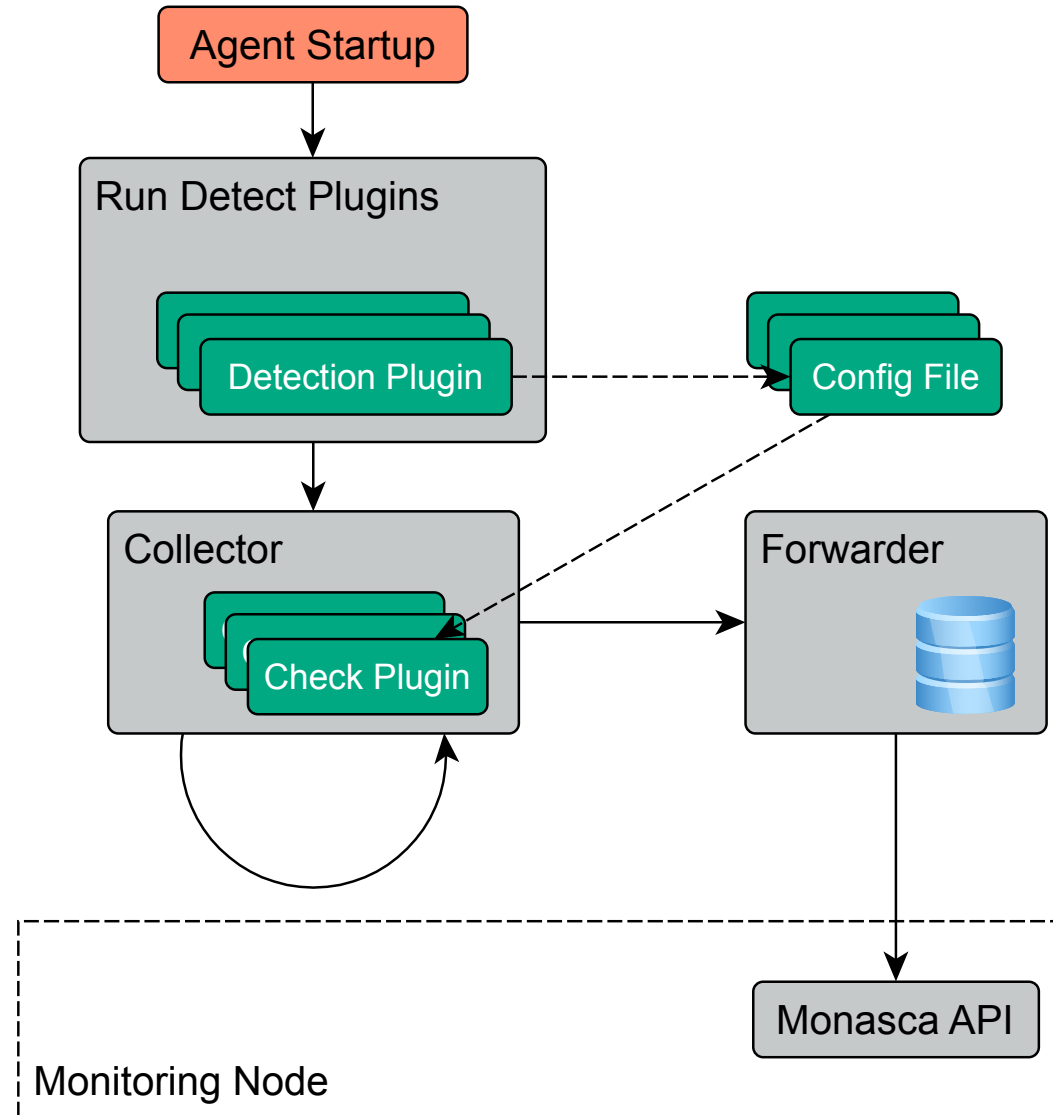 Agent Startup
Run Detect Plugins
Detection Plugin
Config File
Collector
Check Plugin
Forwarder
Monasca API
Monitoring Node